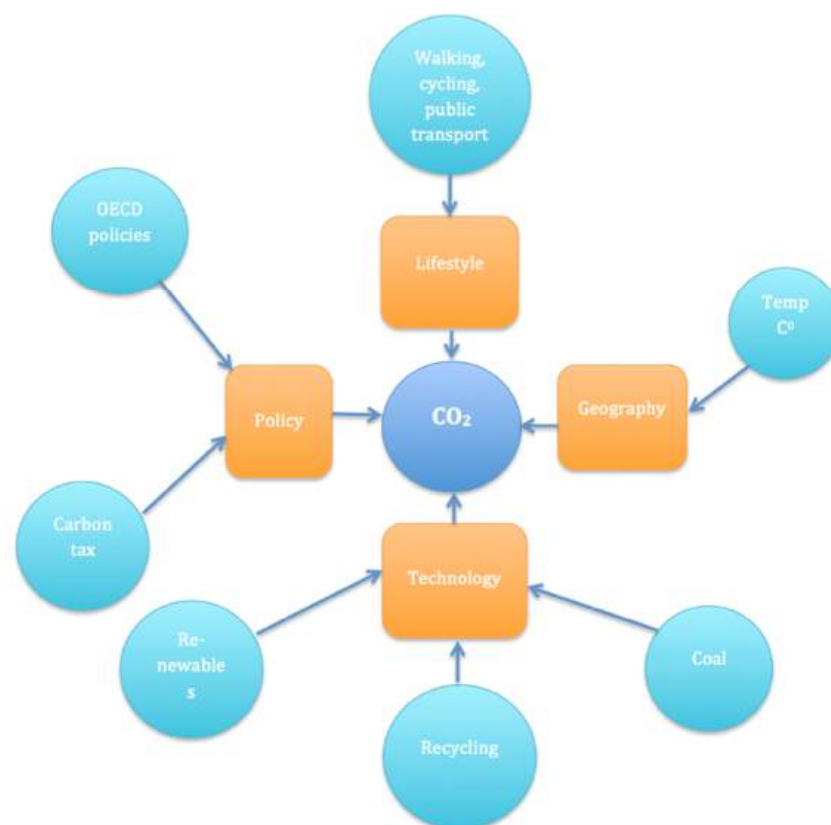 Walking,
cycling,
public
transport
OECD
policies
Lifestyle
Temp
C⁰
Policy
CO₂
Geography
Carbon
tax
Technology
Re-
newable
s
Recycling
Coal